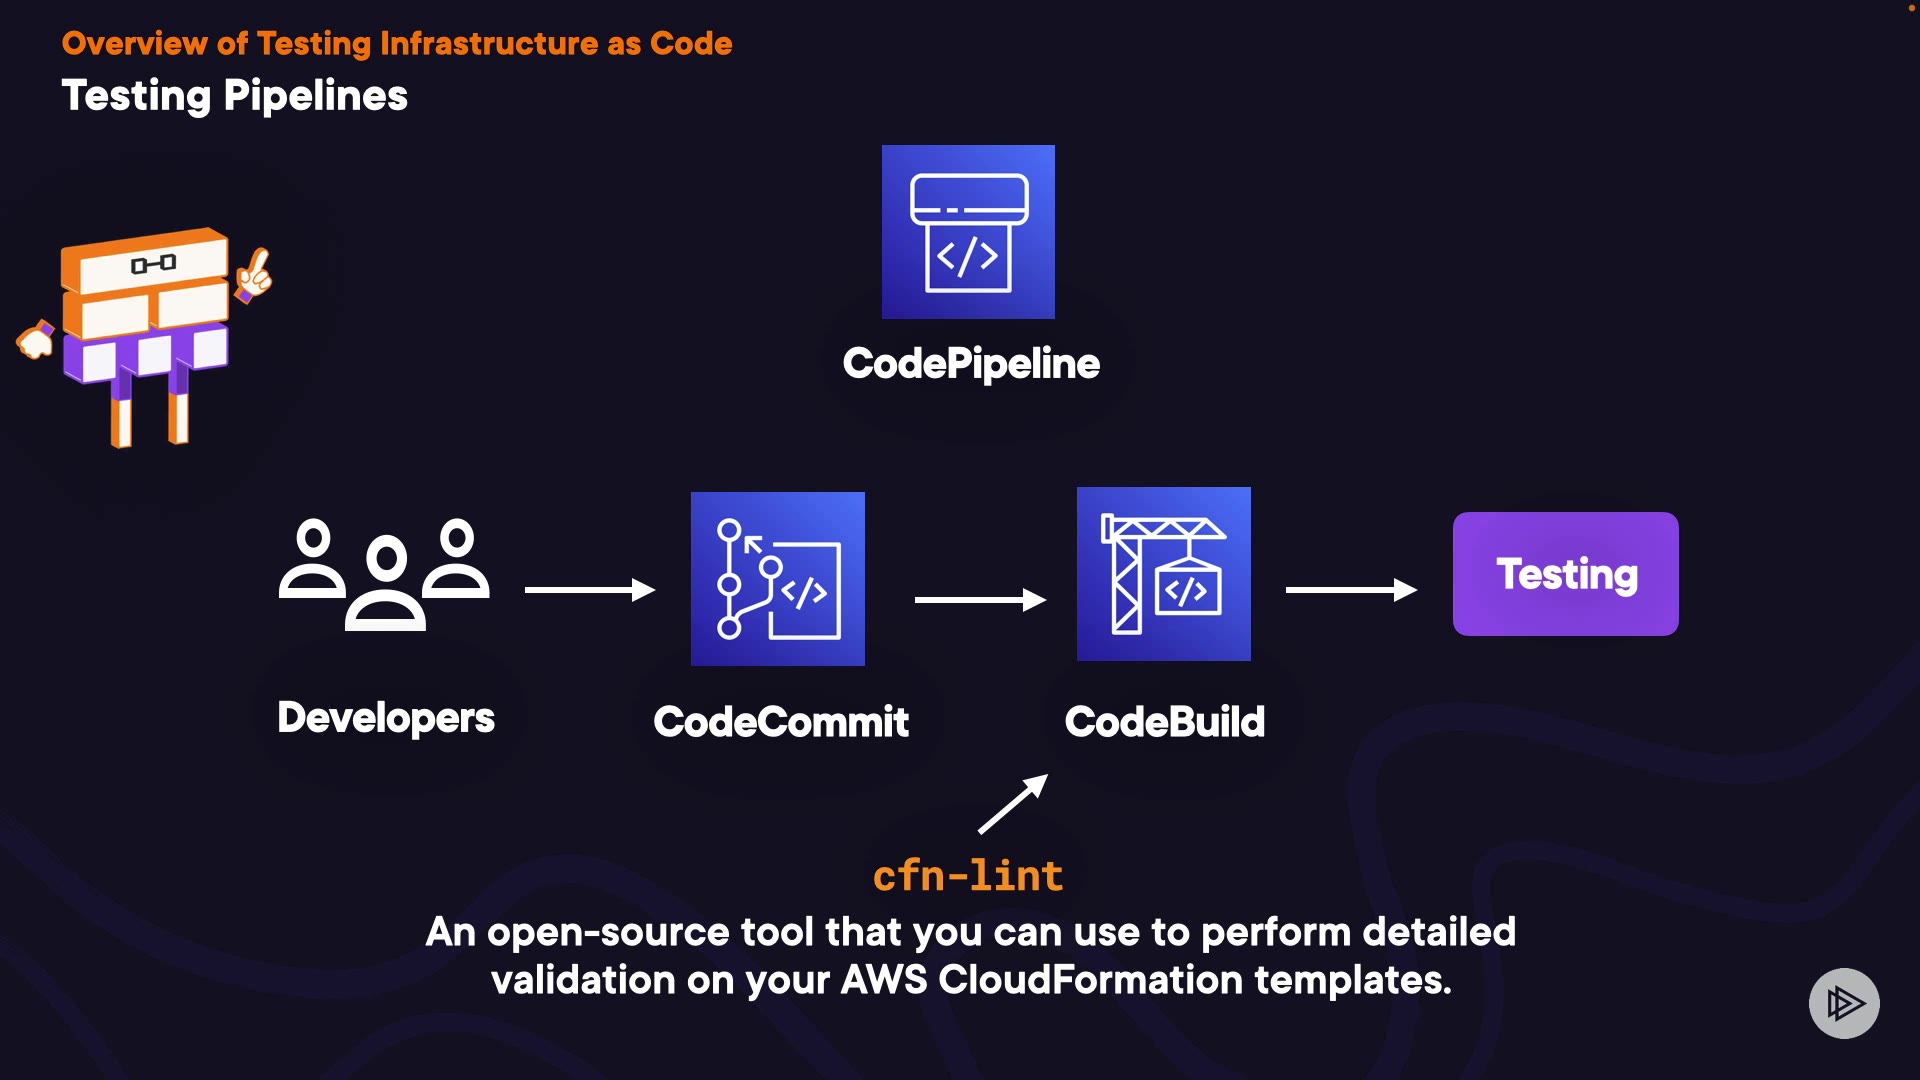 Overview of Testing Infrastructure as Code
Testing Pipelines
</>
CodePipeline
</>
</>
Testing
Developers
CodeCommit
CodeBuild
cfn-lint
An open-source tool that you can use to perform detailed
validation on your AWS CloudFormation templates.